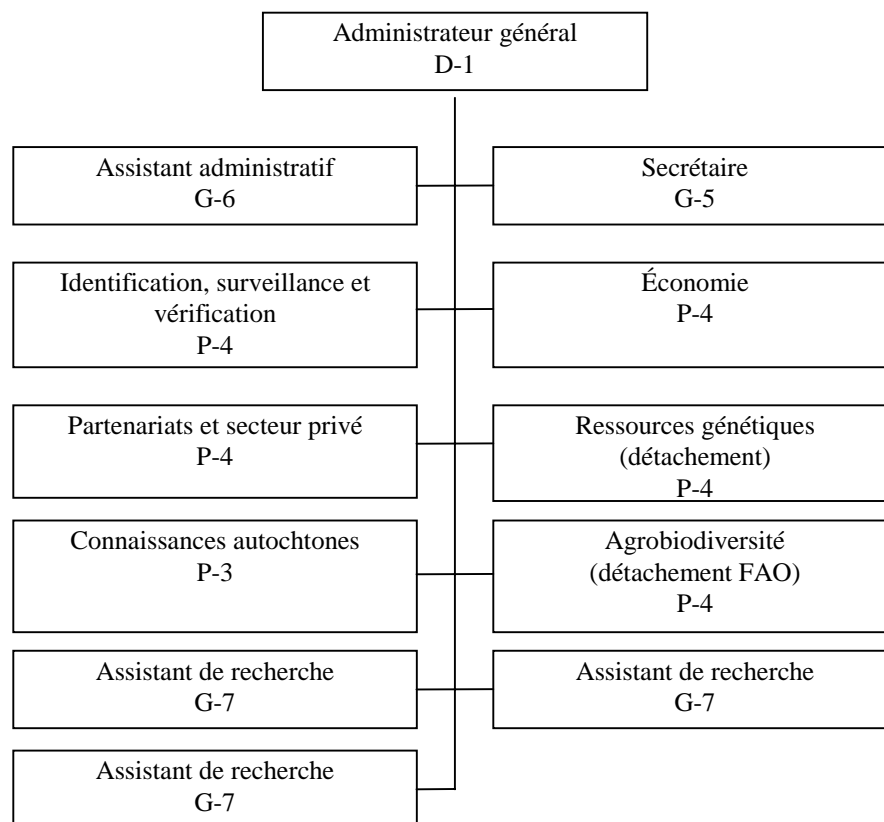 Administrateur général
D-1
Assistant administratif
G-6
Secrétaire
G-5
Identification, surveillance et
vérification
P-4
Économie
P-4
Partenariats et secteur privé
P-4
Ressources génétiques
(détachement)
P-4
Connaissances autochtones
P-3
Agrobiodiversité
(détachement FAO)
P-4
Assistant de recherche
G-7
Assistant de recherche
G-7
Assistant de recherche
G-7